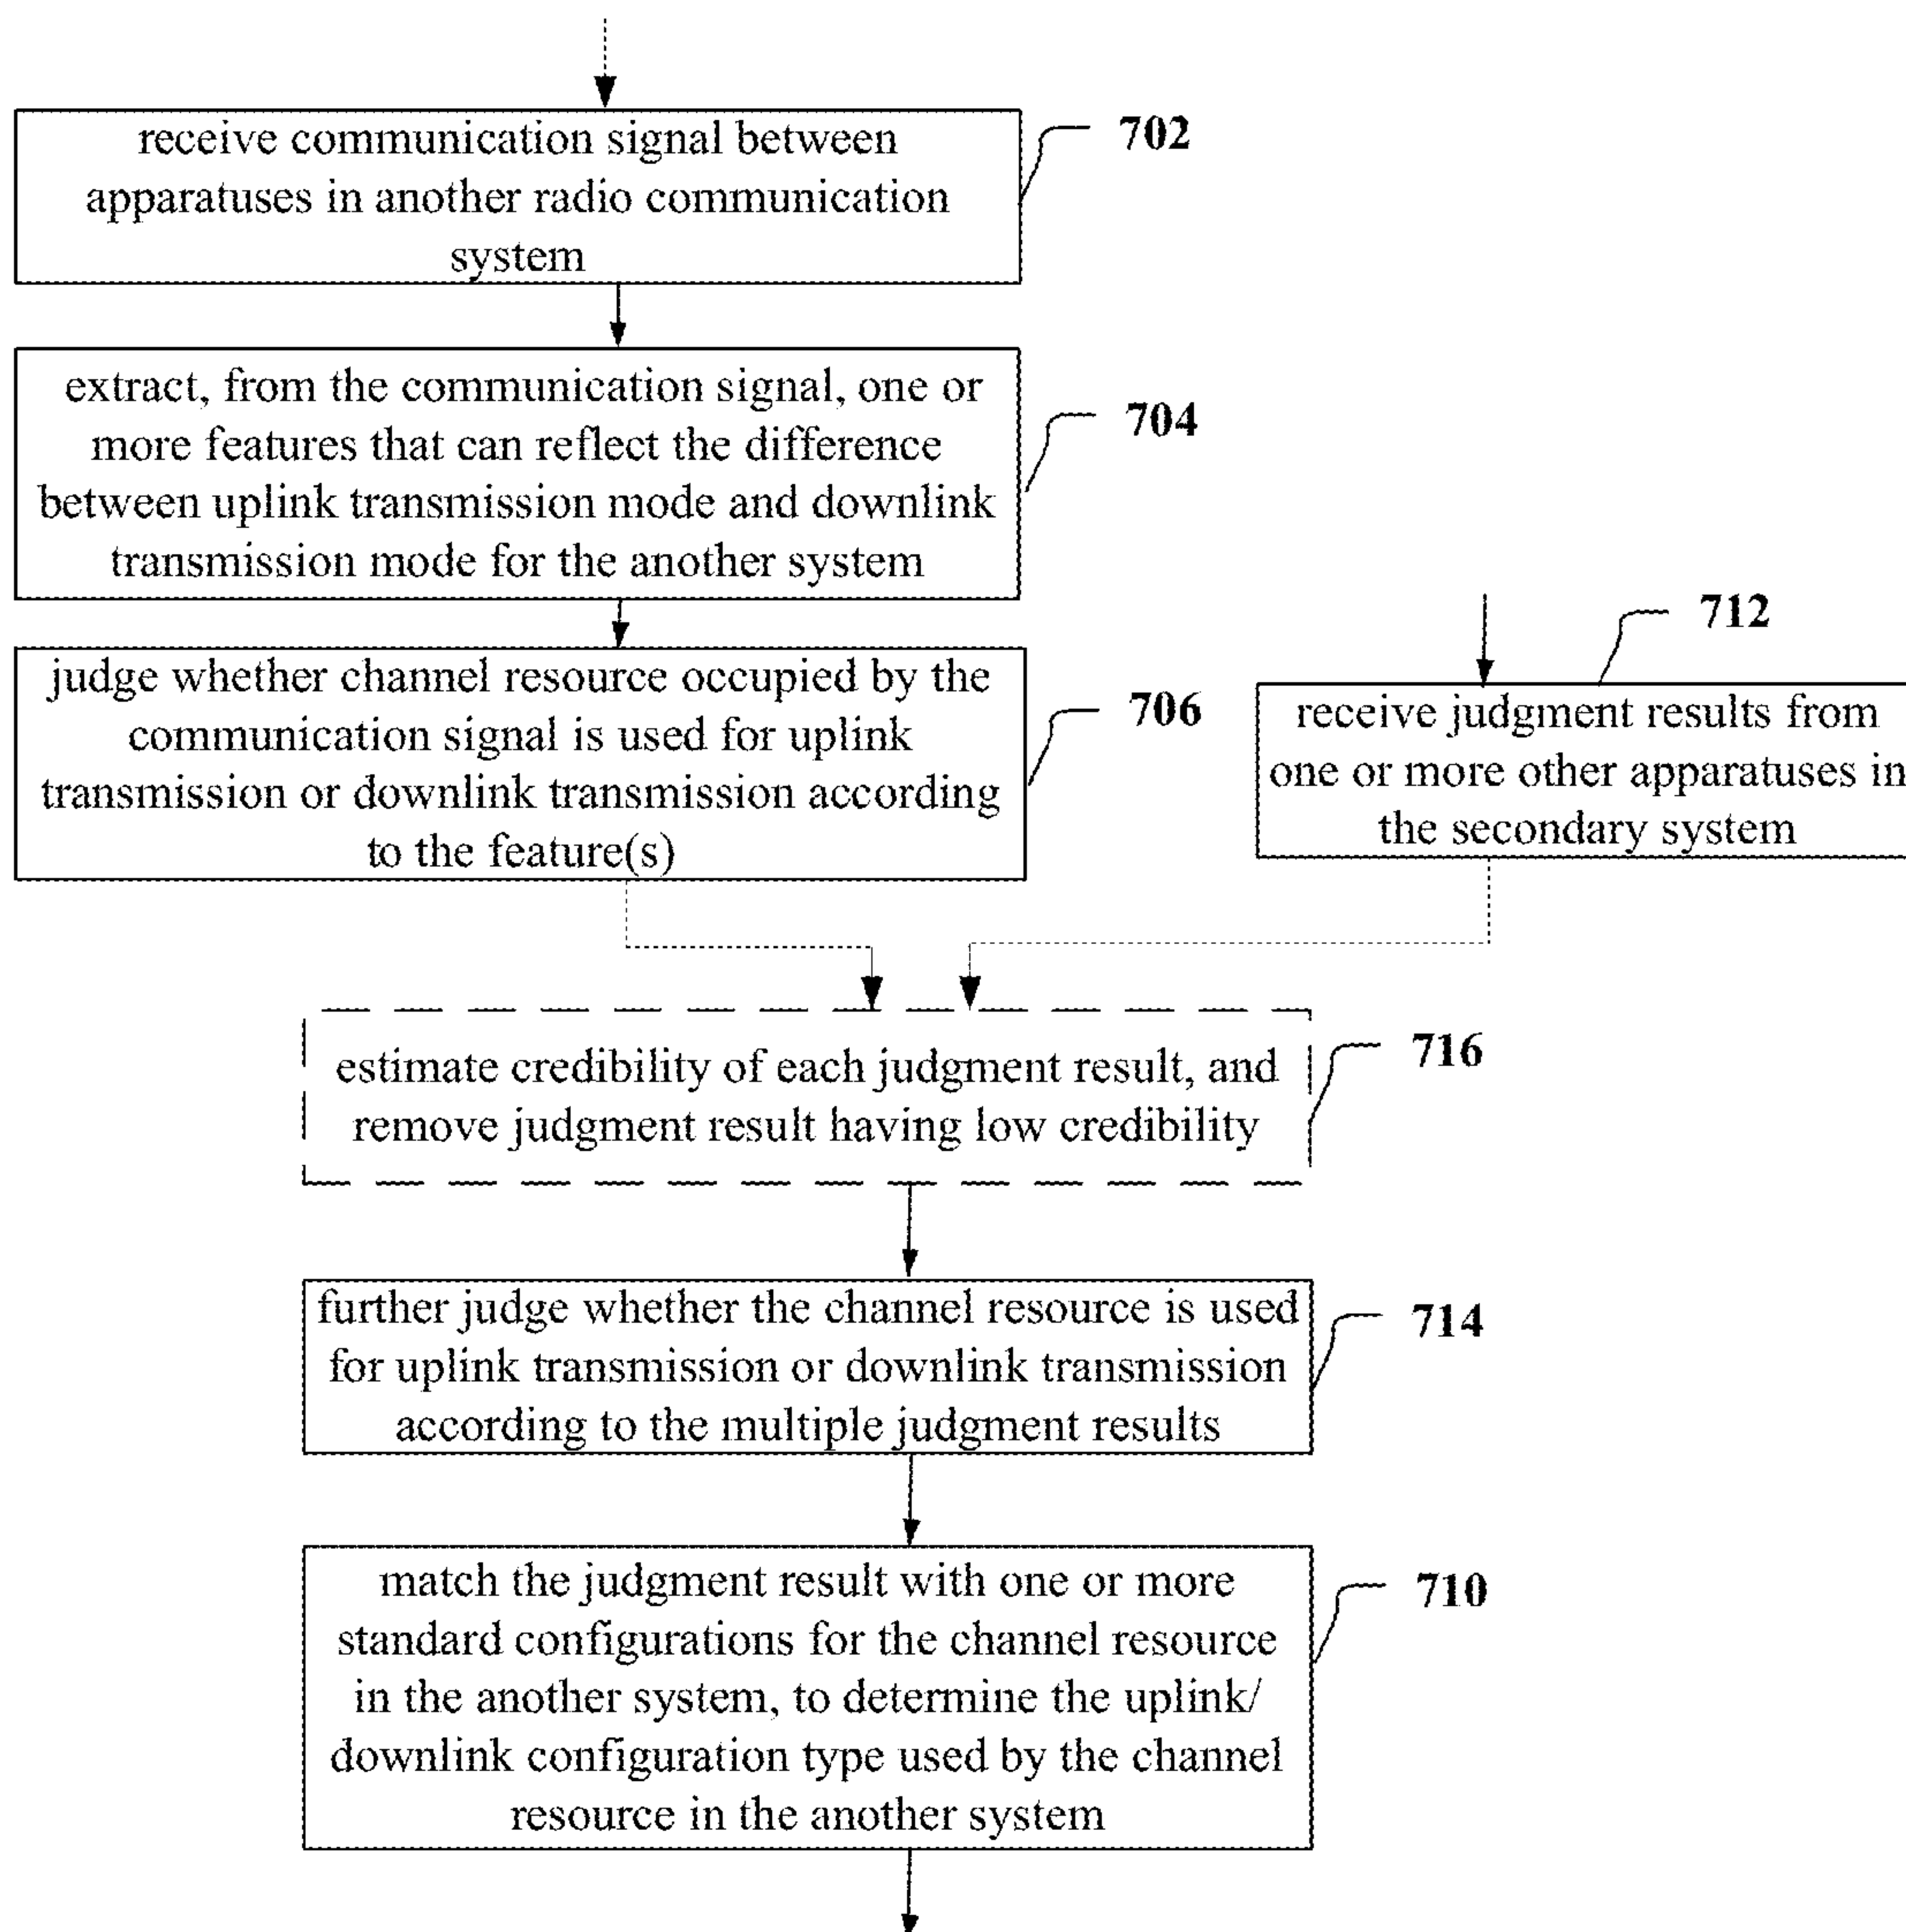 receive communication signal between
apparatuses in another radio communication
system
702
extract, from the communication signal, one or
more features that can reflect the difference
between uplink transmission mode and downlink
transmission mode for the another system
704
judge whether channel resource occupied by the
communication signal is used for uplink
transmission or downlink transmission according
to the feature(s)
706
712
receive judgment results from
one or more other apparatuses in
the secondary system
estimate credibility of each judgment result, and
remove judgment result having low credibility
716
further judge whether the channel resource is used
for uplink transmission or downlink transmission
according to the multiple judgment results
714
match the judgment result with one or more
standard configurations for the channel resource
in the another system, to determine the uplink/
downlink configuration type used by the channel
resource in the another system
710